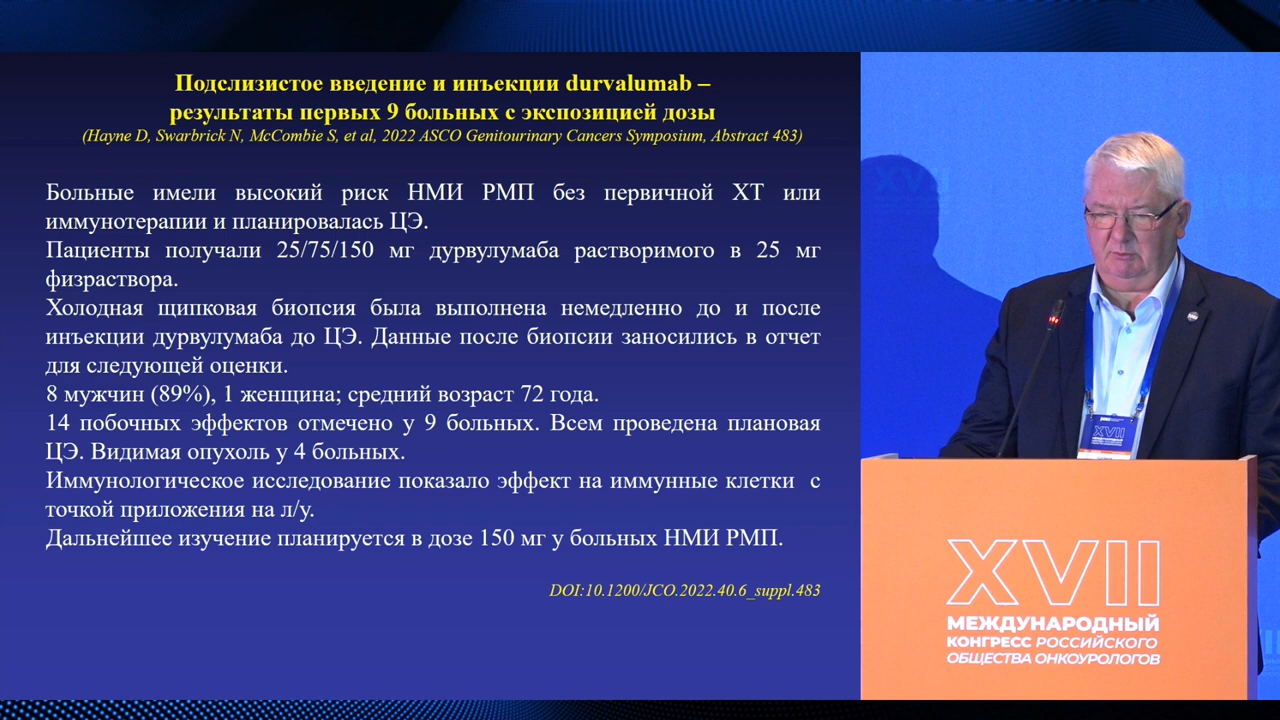 Подслизистое введение и инъекции durvalumab –
результаты первых 9 больных с экспозицией дозы
(Hayne D, Swarbrick N, McCombie S, et al, 2022 ASCO Genitourinary Cancers Symposium, Abstract 483)
Больные имели высокий риск НМИ РМП без первичной ХТ или
иммунотерапии и планировалась ЦЭ.
Пациенты получали 25/75/150 мг дурвулумаба растворимого в 25 мг
физраствора.
Холодная щипковая биопсия была выполнена немедленно до и после
инъекции дурвулумаба до ЦЭ. Данные после биопсии заносились в отчет
для следующей оценки.
8 мужчин (89%), 1 женщина; средний возраст 72 года.
14 побочных эффектов отмечено у 9 больных. Всем проведена плановая
ЦЭ. Видимая опухоль у 4 больных.
Иммунологическое исследование показало эффект на иммунные клетки с
точкой приложения на л/у.
Дальнейшее изучение планируется в дозе 150 мг у больных НМИ РМП.
DOI:10.1200/JCO.2022.40.6_suppl.483
XVII
XVII
МЕЖДУНАРОДНЫЙ
КОНГРЕСС РОССИЙСКОГО
ОБЩЕСТВА ОНКОУРОЛОГОВ